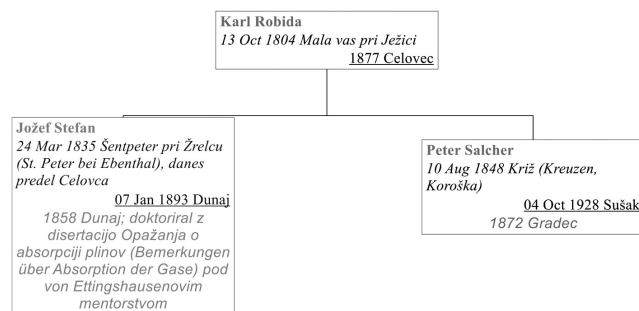 Karl Robida
13 Oct 1804 Mala vas pri Ježici
1877 Celovec
Jožef Stefan
24 Mar 1835 Šentpeter pri Žrelcu
(St. Peter bei Ebenthal), danes
predel Celovca
07 Jan 1893 Dunaj
1858 Dunaj; doktoriral z
disertacijo Opažanja o
absorpciji plinov (Bemerkungen
über Absorption der Gase) pod
von Ettingshausenovim
mentorstvom
Peter Salcher
10 Aug 1848 Križ (Kreuzen,
Koroška)
04 Oct 1928 Sušak
1872 Gradec